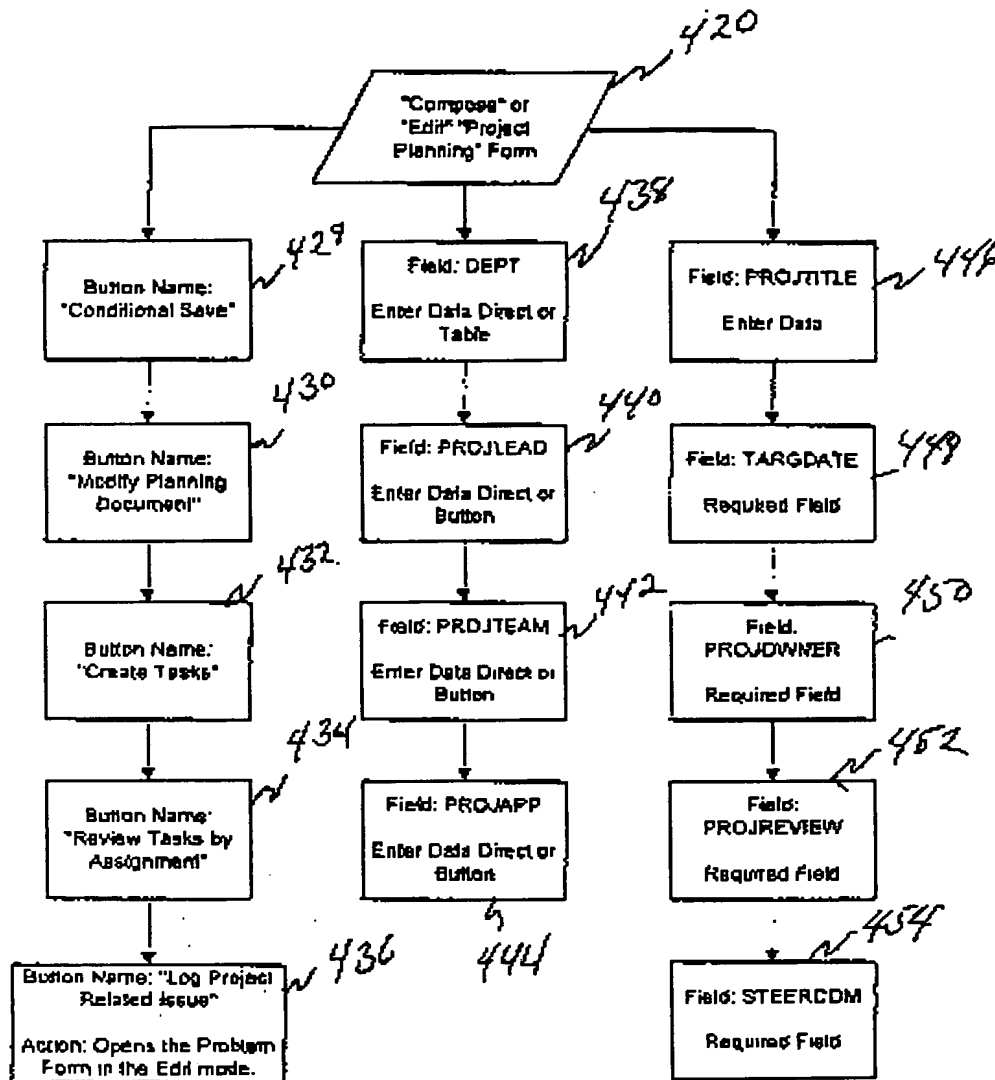 420
"Compose" or
"Edit" "Project
Planning" Form
428
Button Name:
"Conditional Save"
430
Button Name:
"Modify Planning
Document"
432.
Button Name:
"Create Tasks"
434
Button Name:
"Review Tasks by
Assignment"
436
Button Name: "Log Project
Related Issue"
Action: Opens the Problem
Form in the Edit mode.
438
Field: DEPT
Enter Data Direct or
Table
440
Field: PROJLEAD
Enter Data Direct or
Button
442
Field: PROJTEAM
Enter Data Direct or
Button
Field: PROJAPP
Enter Data Direct or
Button
444
446
Field: PROJTITLE
Enter Data
448
Field: TARGDATE
Required Field
450
Field.
PROJOWNER
Required Field
452
Field:
PROJREVIEW
Required Field
454
Field: STEERCOM
Required Field